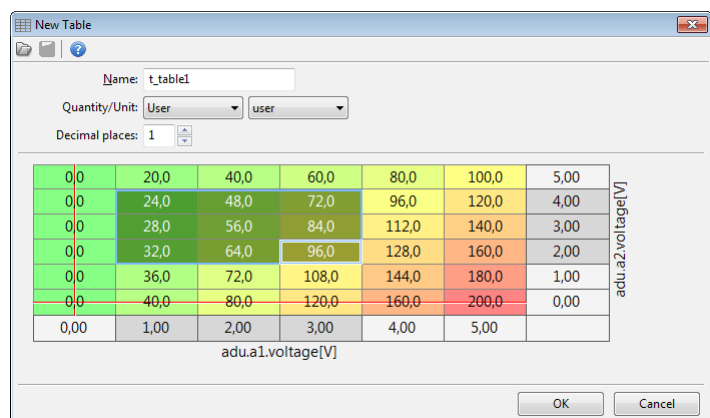 New Table
Name: t_table1
Quantity/Unit: User user
Decimal places: 1
0,0 20,0 40,0 60,0 80,0 100,0 5,00
0,0 24,0 48,0 72,0 96,0 120,0 4,00
0,0 28,0 56,0 84,0 112,0 140,0 3,00
0,0 32,0 64,0 96,0 128,0 160,0 2,00
0,0 36,0 72,0 108,0 144,0 180,0 1,00
0,0 40,0 80,0 120,0 160,0 200,0 0,00
0,00 1,00 2,00 3,00 4,00 5,00
adu.a2.voltage[V]
adu.a1.voltage[V]
OK Cancel